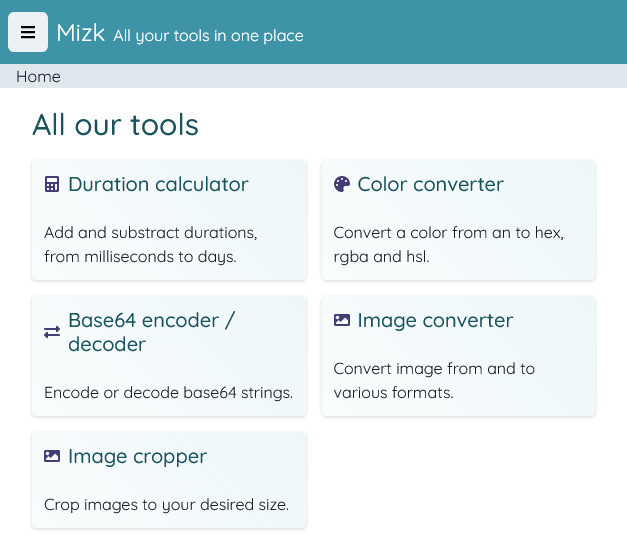 Mizk All your tools in one place
Home
All our tools
Duration calculator
Add and substract durations,
from milliseconds to days.
Color converter
Convert a color from an to hex,
rgba and hsl.
Base64 encoder /
decoder
Encode or decode base64 strings.
Image converter
Convert image from and to
various formats.
Image cropper
Crop images to your desired size.